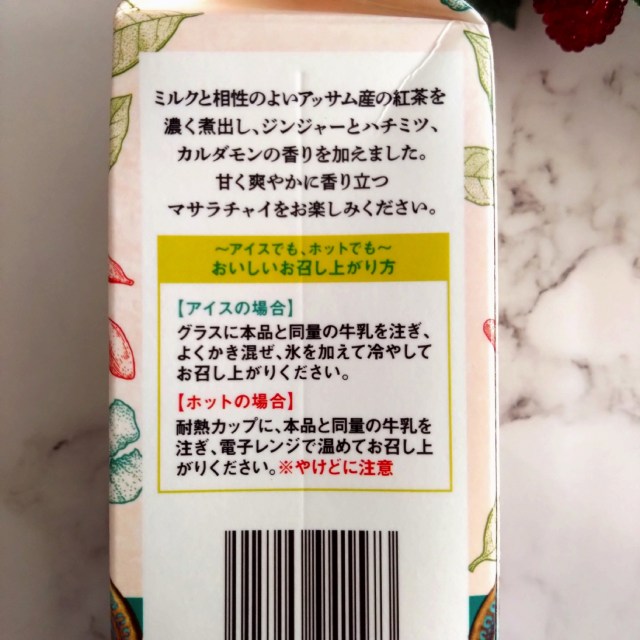 ミルクと相性のよいアッサム産の紅茶を
濃く煮出し、ジンジャーとハチミツ、
カルダモンの香りを加えました。
甘く爽やかに香り立つ
マサラチャイをお楽しみください。
〜アイスでも、ホットでも〜
おいしいお召し上がり方
【アイスの場合】
グラスに本品と同量の牛乳を注ぎ、
よくかき混ぜ、氷を加えて冷やして
お召し上がりください。
【ホットの場合】
耐熱カップに、本品と同量の牛乳を
注ぎ、電子レンジで温めてお召し上
がりください。※やけどに注意